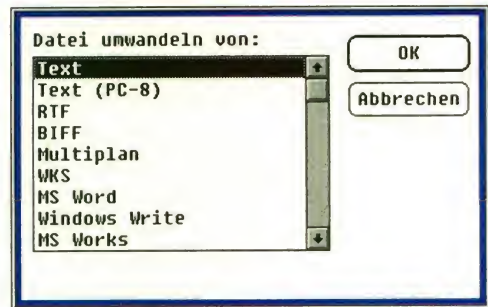 Datei umwandeln von:
OK
Text
Text (PC-8)
Abbrechen
RTF
BIFF
Multiplan
WKS
MS Word
Windows Write
MS Works